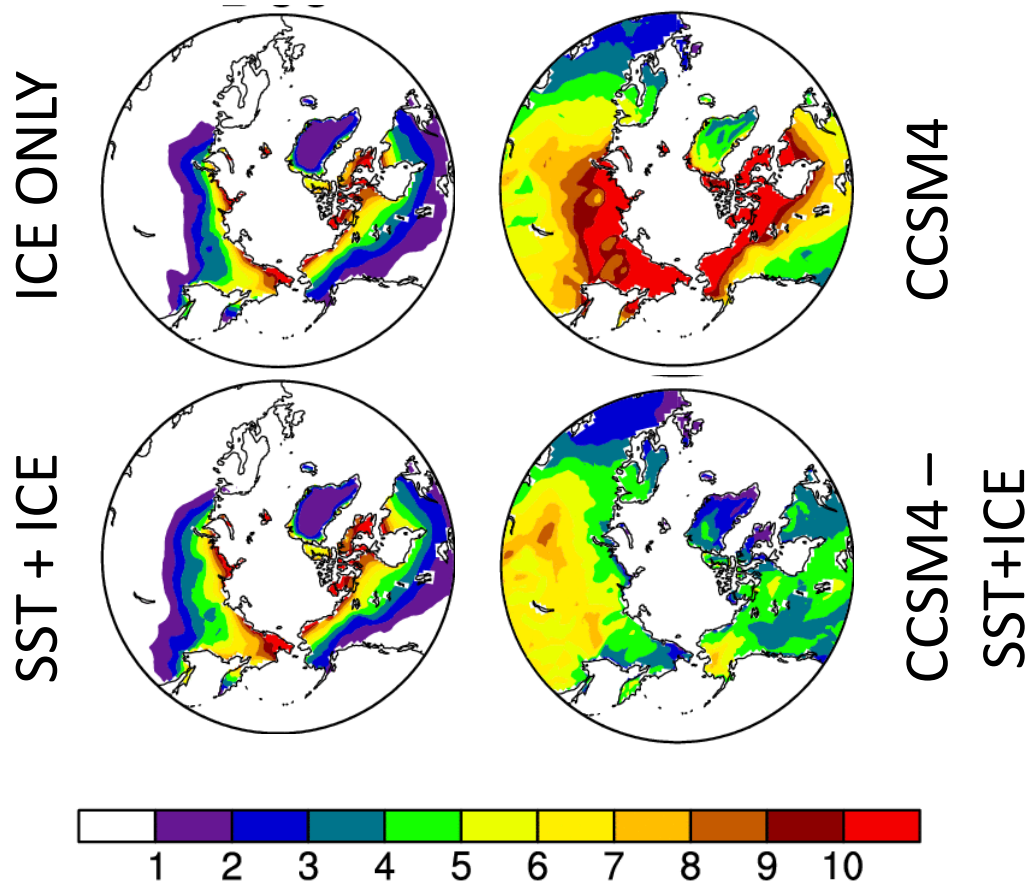 ICE ONLY
CCSM4
SST + ICE
CCSM4 –
SST+ICE
1 2 3 4 5 6 7 8 9 10